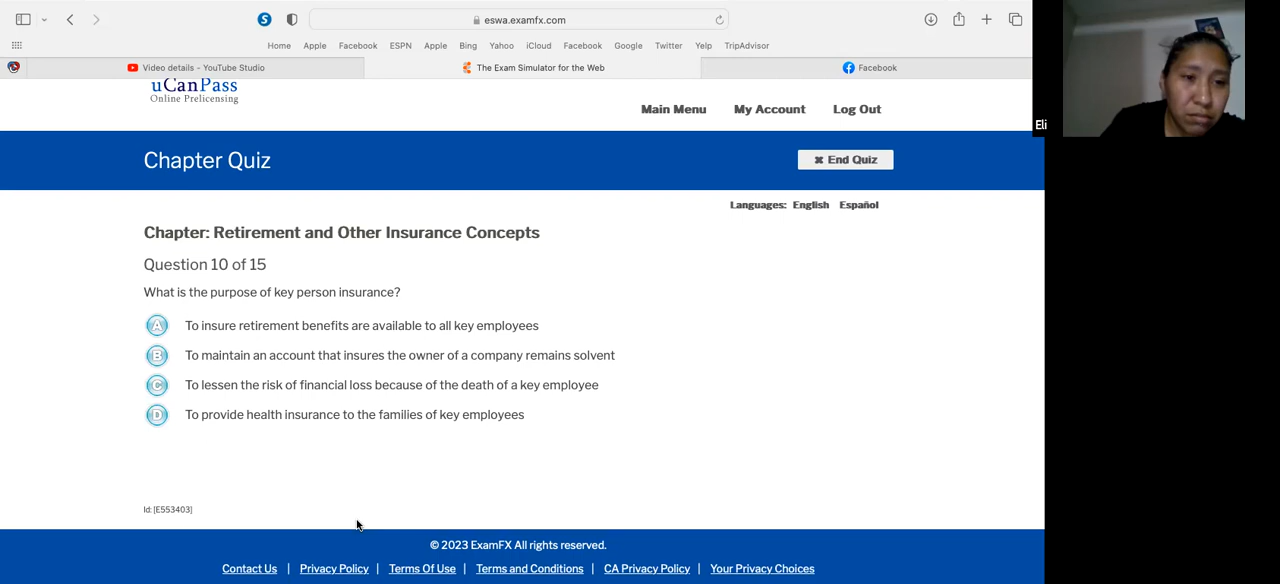 eswa.examfx.com
Home Apple Facebook ESPN Apple Bing Yahoo iCloud Facebook Google Twitter Yelp TripAdvisor
Video details - YouTube Studio The Exam Simulator for the Web Facebook
uCanPass
Online Prelicensing
Main Menu My Account Log Out
Eli
Chapter Quiz
✖ End Quiz
Languages: English Español
Chapter: Retirement and Other Insurance Concepts
Question 10 of 15
What is the purpose of key person insurance?
A To insure retirement benefits are available to all key employees
B To maintain an account that insures the owner of a company remains solvent
C To lessen the risk of financial loss because of the death of a key employee
D To provide health insurance to the families of key employees
Id: [E553403]
© 2023 ExamFX All rights reserved.
Contact Us | Privacy Policy | Terms Of Use | Terms and Conditions | CA Privacy Policy | Your Privacy Choices